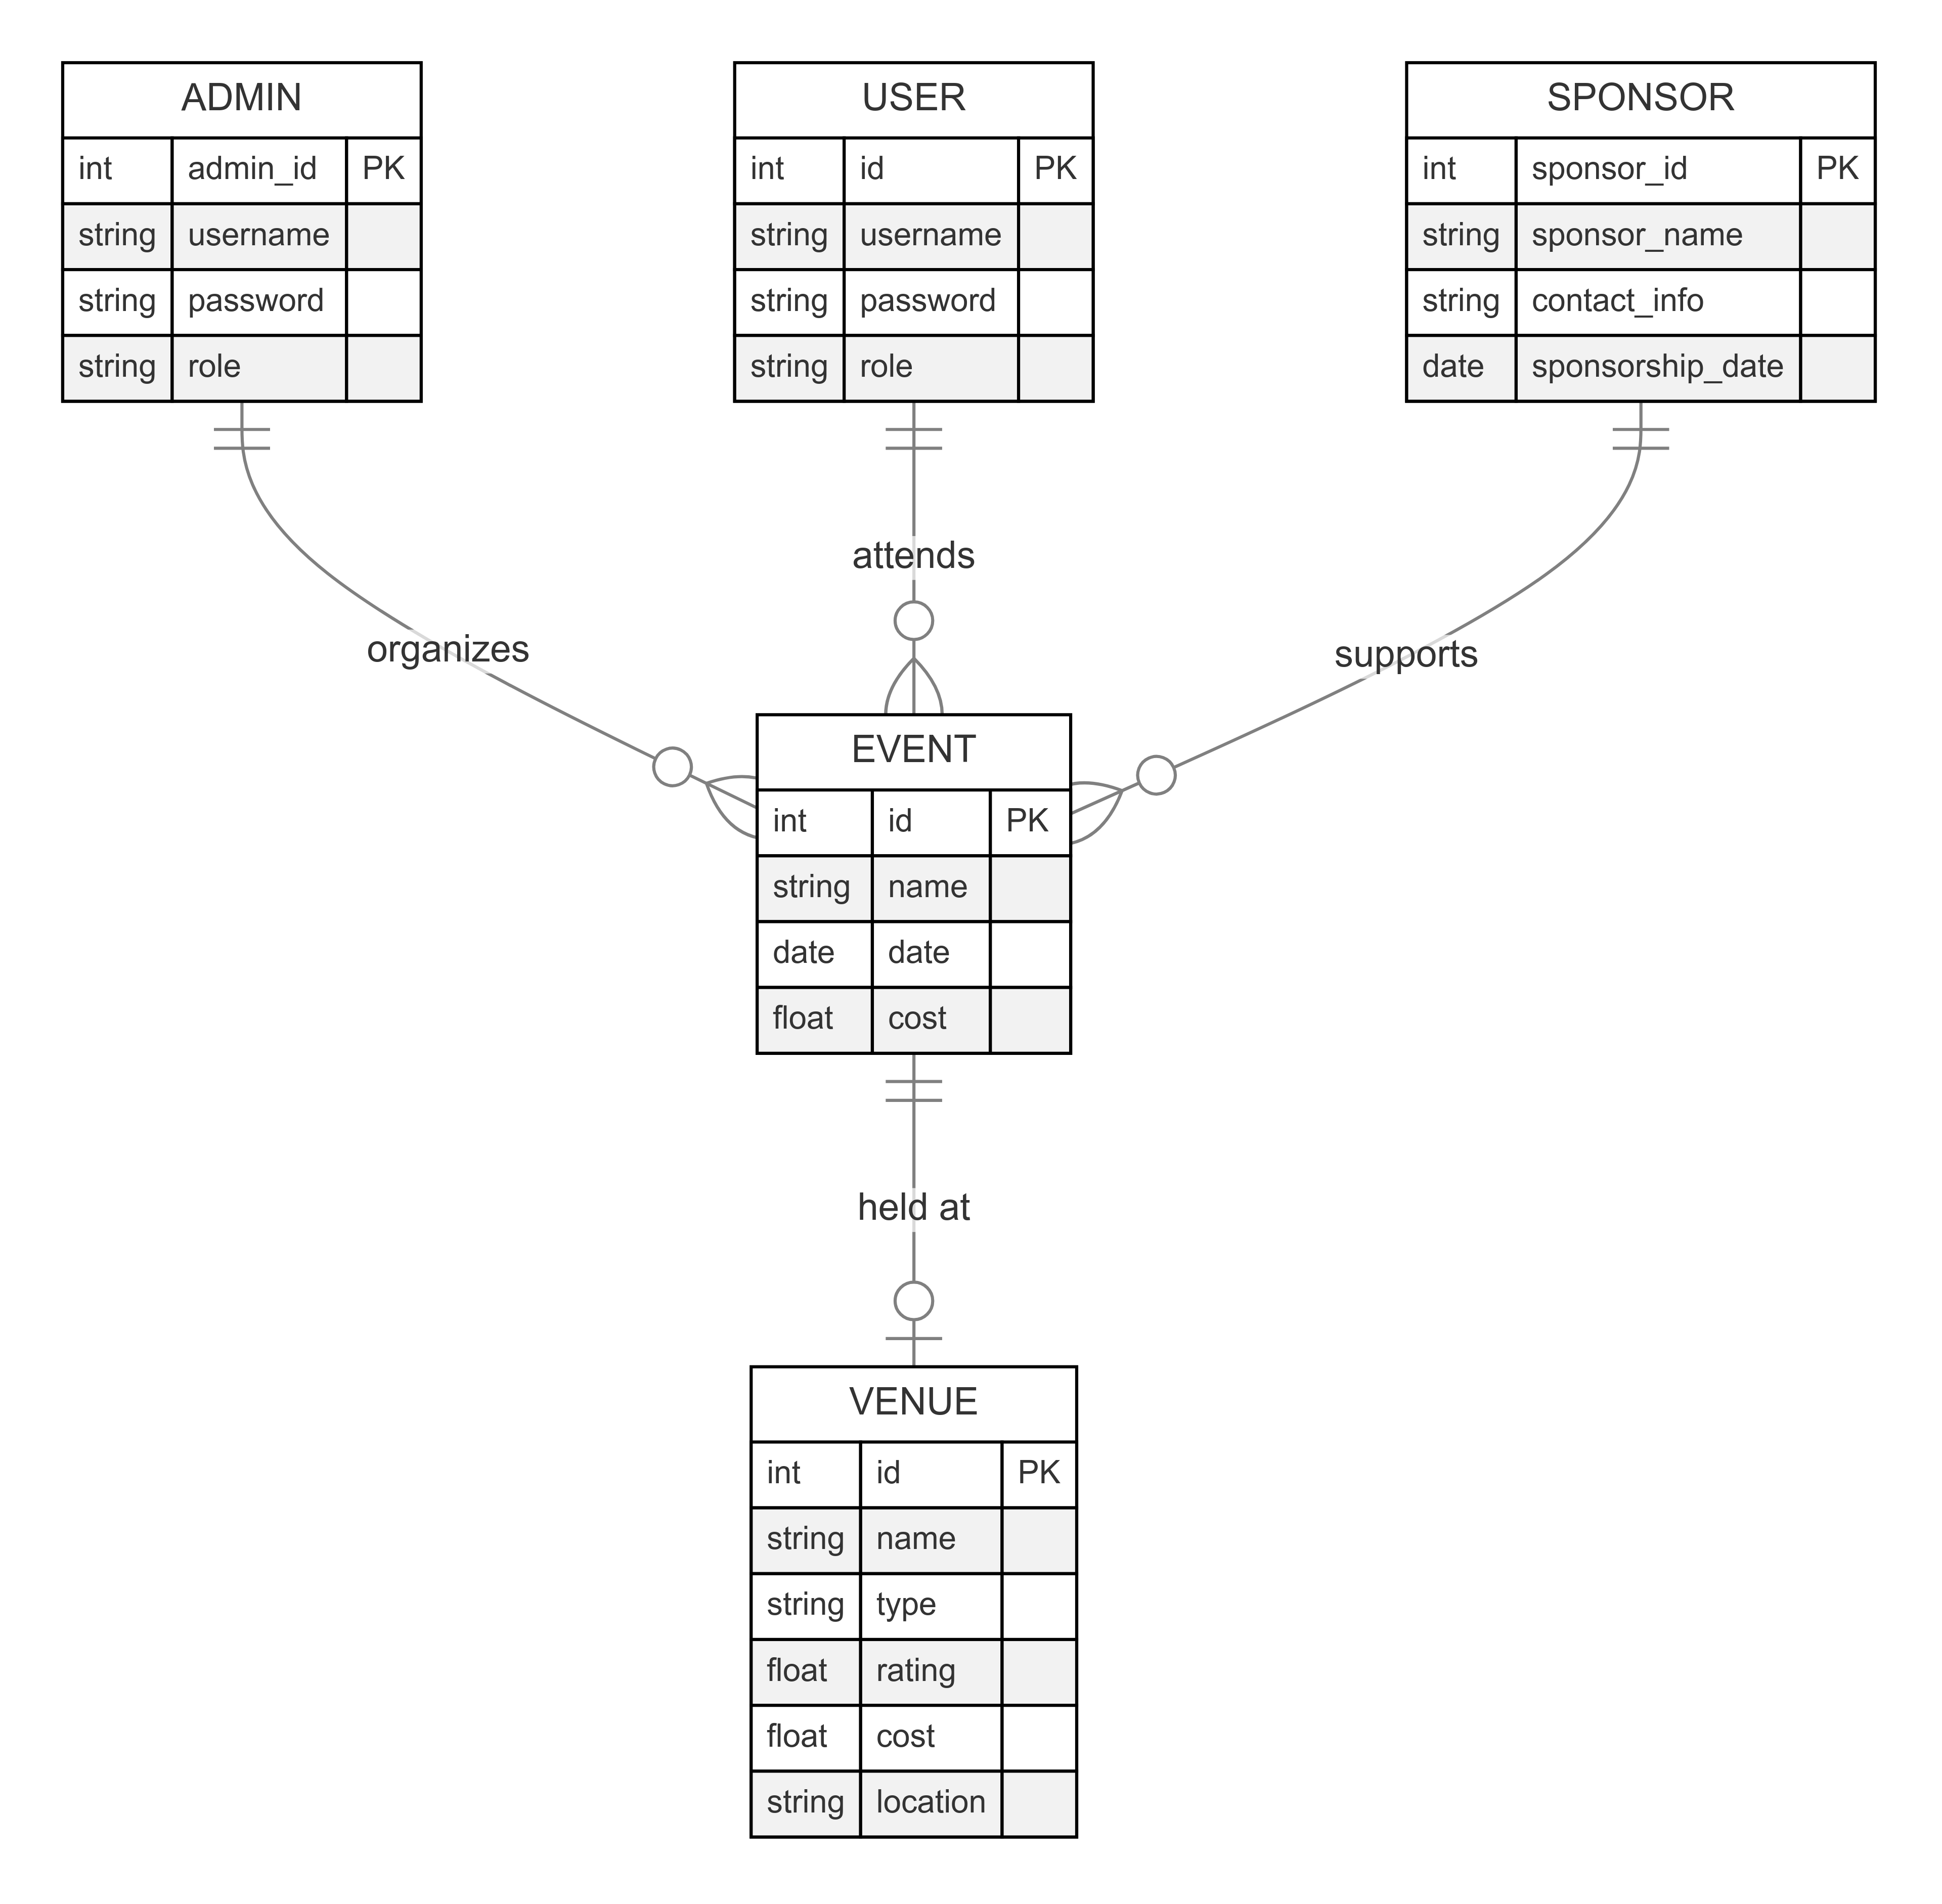 ADMIN
int admin_id PK
string username
string password
string role
USER
int id PK
string username
string password
string role
SPONSOR
int sponsor_id PK
string sponsor_name
string contact_info
date sponsorship_date
organizes
attends
supports
EVENT
int id PK
string name
date date
float cost
held at
VENUE
int id PK
string name
string type
float rating
float cost
string location